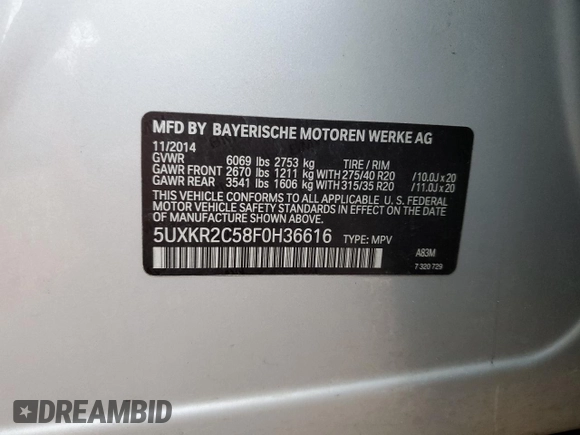 MFD BY BAYERISCHE MOTOREN WERKE AG
11/2014
GVWR 6069 lbs 2753 kg TIRE / RIM
GAWR FRONT 2670 lbs 1211 kg WITH 275/40 R20 /10.0J x 20
GAWR REAR 3541 lbs 1606 kg WITH 315/35 R20 /11.0J x 20
THIS VEHICLE CONFORMS TO ALL APPLICABLE U. S. FEDERAL
MOTOR VEHICLE SAFETY STANDARDS IN EFFECT ON THE
DATE OF MANUFACTURE SHOWN ABOVE.
5UXKR2C58F0H36616 TYPE: MPV
A83M
7 320 729
DREAMBID